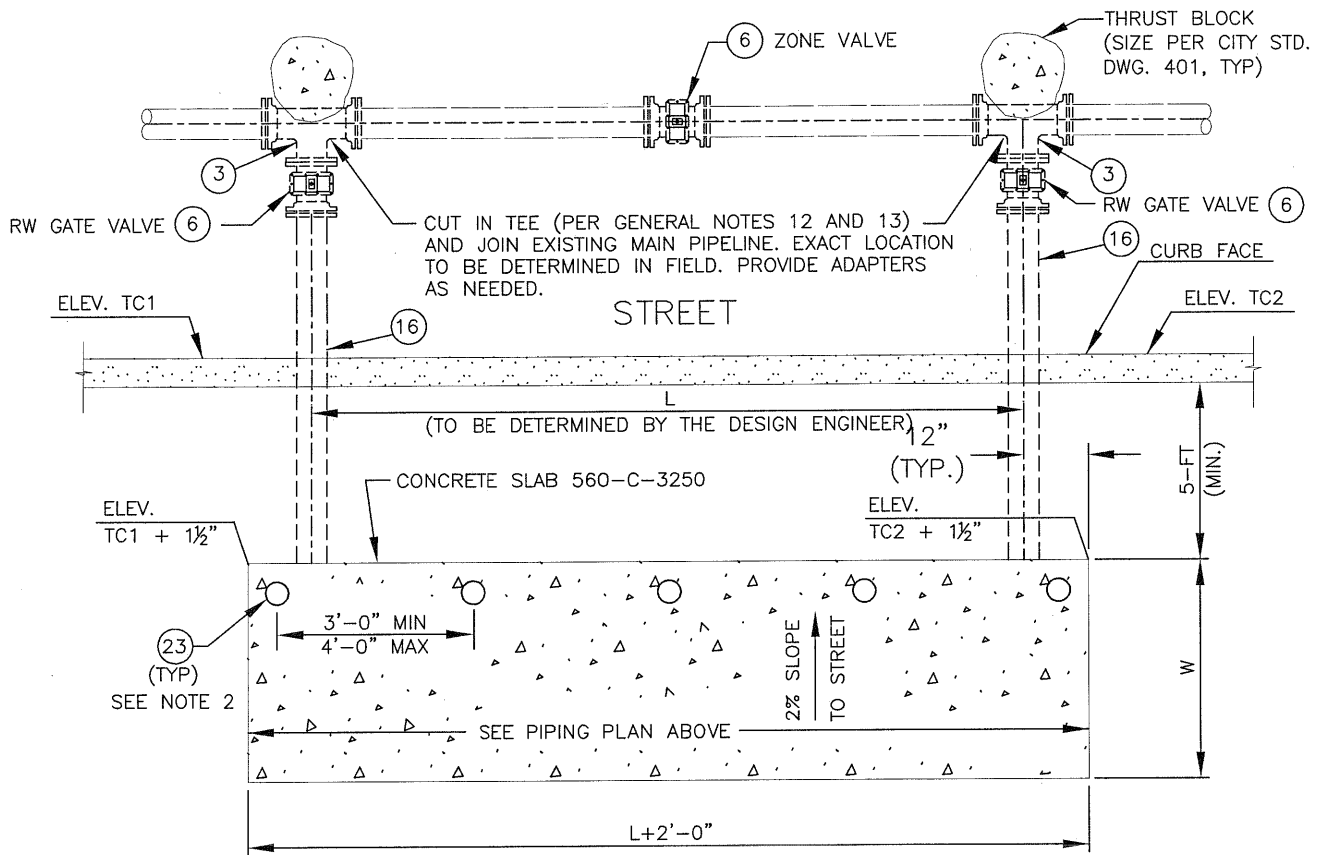 THRUST BLOCK
(SIZE PER CITY STD.
DWG. 401, TYP)
6 ZONE VALVE
3
3
RW GATE VALVE 6
RW GATE VALVE 6
CUT IN TEE (PER GENERAL NOTES 12 AND 13)
AND JOIN EXISTING MAIN PIPELINE. EXACT LOCATION
TO BE DETERMINED IN FIELD. PROVIDE ADAPTERS
AS NEEDED.
16
CURB FACE
ELEV. TC1
STREET
ELEV. TC2
16
L
(TO BE DETERMINED BY THE DESIGN ENGINEER)
12"
(TYP.)
5-FT
(MIN.)
CONCRETE SLAB 560-C-3250
ELEV.
TC1 + 1½"
ELEV.
TC2 + 1½"
3'-0" MIN
4'-0" MAX
23
(TYP)
SEE NOTE 2
2% SLOPE
TO STREET
W
SEE PIPING PLAN ABOVE
L+2'-0"